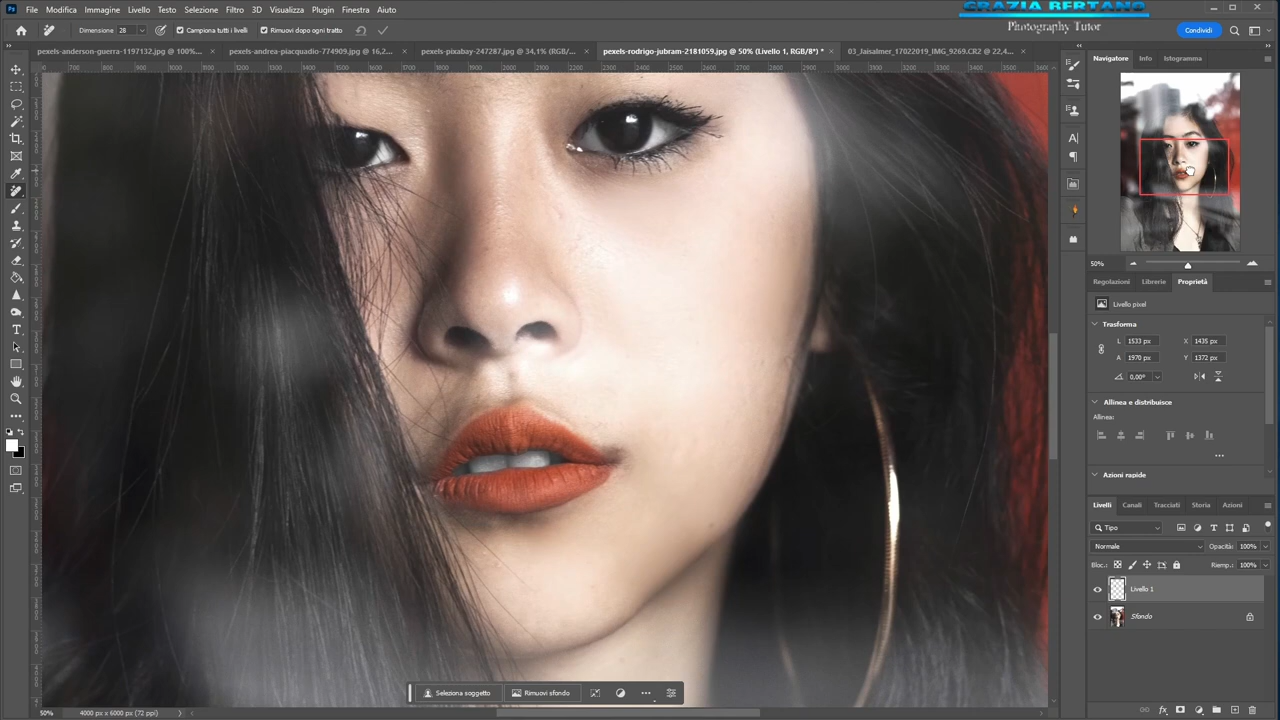 GRAZIA BERTANO
Photography Tutor
File Modifica Immagine Livello Testo Selezione Filtro 3D Visualizza Plugin Finestra Aiuto
Dimensione: 28 Campiona tutti i livelli Rimuovi dopo ogni tratto Condividi
pexels-anderson-guerra-1197132.jpg @ 100%... pexels-andrea-piacquadio-774909.jpg @ 16,2... pexels-pixabay-247287.jpg @ 34,1% (RGB/... pexels-rodrigo-jubram-2181059.jpg @ 50% (Livello 1, RGB/8*) * 03_faisalmer_17022019_IMG_9269.CR2 @ 22,4...
Navigatore Info Istogramma
50%
Regolazioni Librerie Proprietà
Livello pixel
Trasforma
L 1533 px X 1435 px
A 1970 px Y 1372 px
0,00°
Allinea e distribuisce
Allinea:
Azioni rapide
Livelli Canali Tracciati Storia Azioni
Tipo
Normale Opacità: 100%
Bloc.: Riemp.: 100%
Livello 1
Sfondo
Seleziona soggetto Rimuovi sfondo
50% 4000 px x 6000 px (72 ppi)